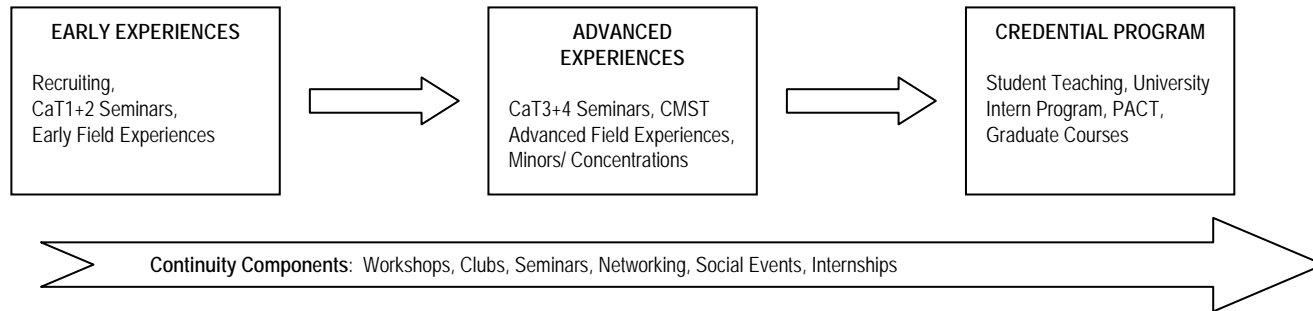 EARLY EXPERIENCES
Recruiting,
CaT1+2 Seminars,
Early Field Experiences
ADVANCED
EXPERIENCES
CaT3+4 Seminars, CMST
Advanced Field Experiences,
Minors/ Concentrations
CREDENTIAL PROGRAM
Student Teaching, University
Intern Program, PACT,
Graduate Courses
Continuity Components: Workshops, Clubs, Seminars, Networking, Social Events, Internships